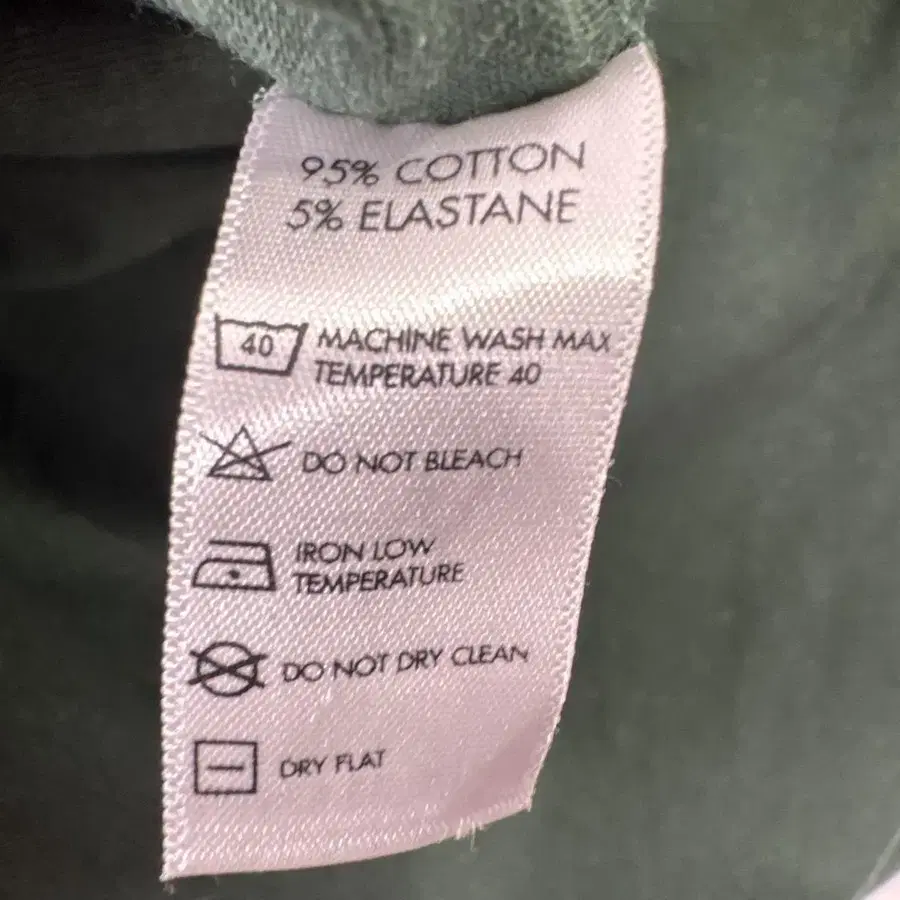 95% COTTON
5% ELASTANE
40 MACHINE WASH MAX
TEMPERATURE 40
DO NOT BLEACH
IRON LOW
TEMPERATURE
DO NOT DRY CLEAN
DRY FLAT